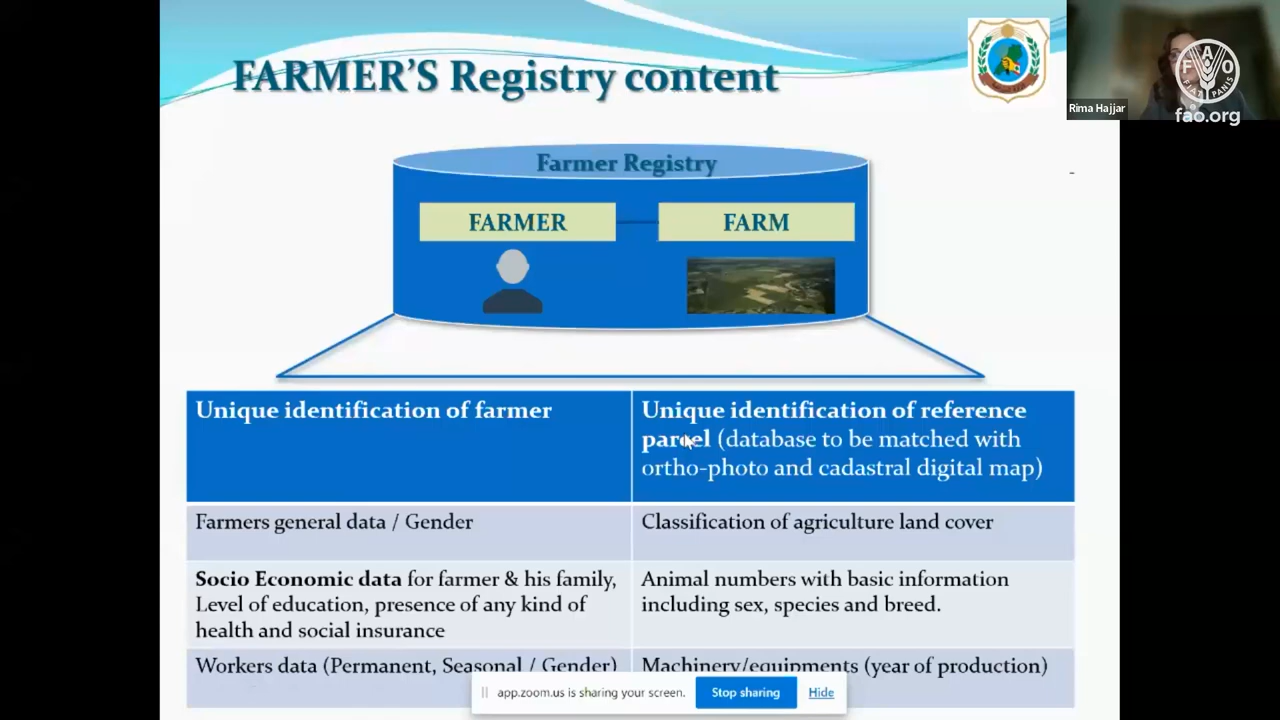 FARMER'S Registry content
Rima Hajjar
FAO
FIAT PANIS
fao.org
Farmer Registry
FARMER
FARM
Unique identification of farmer
Unique identification of reference
parcel (database to be matched with
ortho-photo and cadastral digital map)
Farmers general data / Gender
Classification of agriculture land cover
Socio Economic data for farmer & his family,
Level of education, presence of any kind of
health and social insurance
Animal numbers with basic information
including sex, species and breed.
Workers data (Permanent, Seasonal / Gender)
Machinery/equipments (year of production)
app.zoom.us is sharing your screen.
Stop sharing
Hide